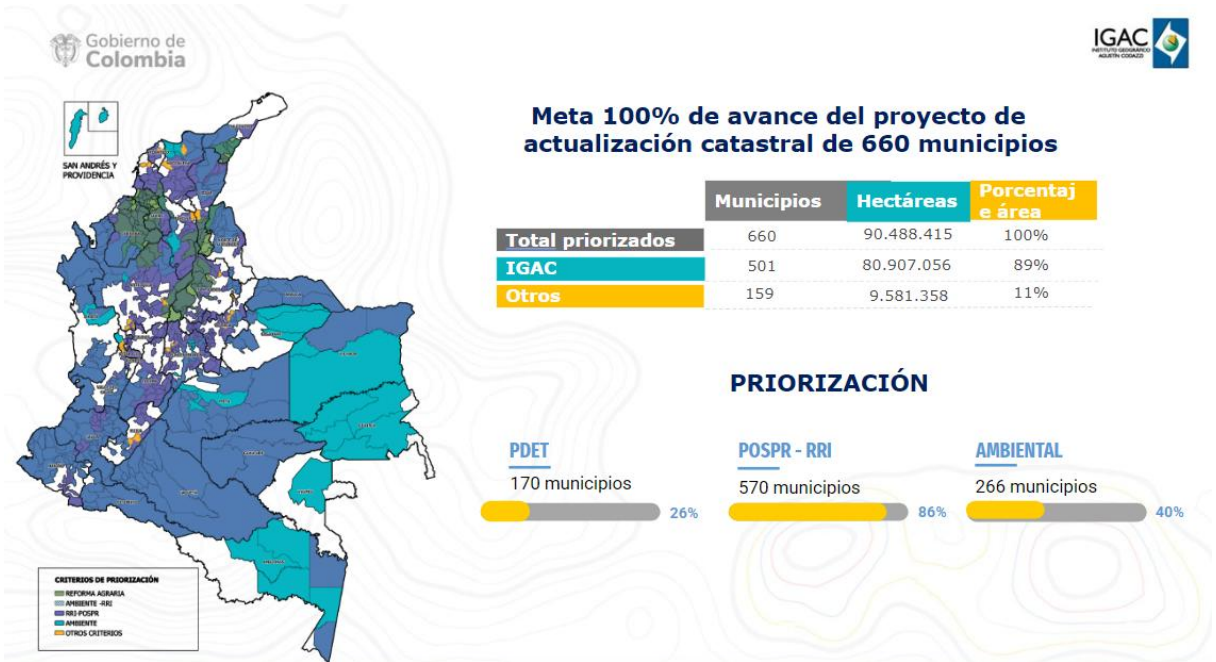 Gobierno de
Colombia
IGAC
INSTITUTO GEOGRÁFICO
AGUSTÍN CODAZZI
SAN ANDRÉS Y
PROVIDENCIA
Meta 100% de avance del proyecto de
actualización catastral de 660 municipios
Municipios Hectáreas Porcentaj
e área
Total priorizados 660 90.488.415 100%
IGAC 501 80.907.056 89%
Otros 159 9.581.358 11%
PRIORIZACIÓN
PDET
170 municipios
26%
POSPR - RRI
570 municipios
86%
AMBIENTAL
266 municipios
40%
CRITERIOS DE PRIORIZACIÓN
REFORMA AGRARIA
AMBIENTE -RRI
RRI-POSPR
AMBIENTE
OTROS CRITERIOS